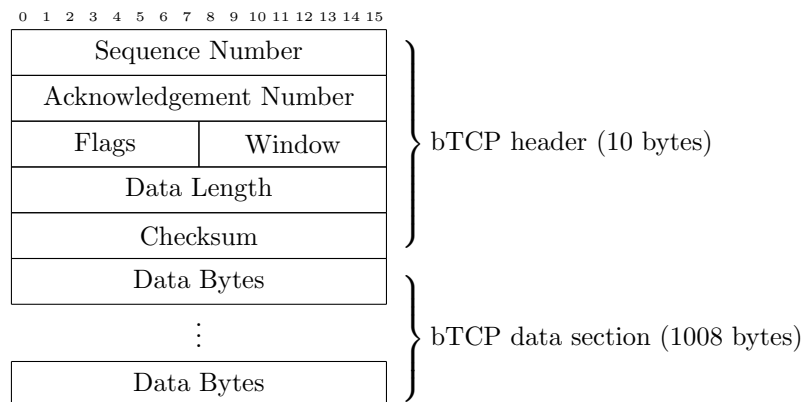 0 1 2 3 4 5 6 7 8 9 10 11 12 13 14 15
Sequence Number
Acknowledgement Number
Flags Window
bTCP header (10 bytes)
Data Length
Checksum
Data Bytes
⋮
bTCP data section (1008 bytes)
Data Bytes